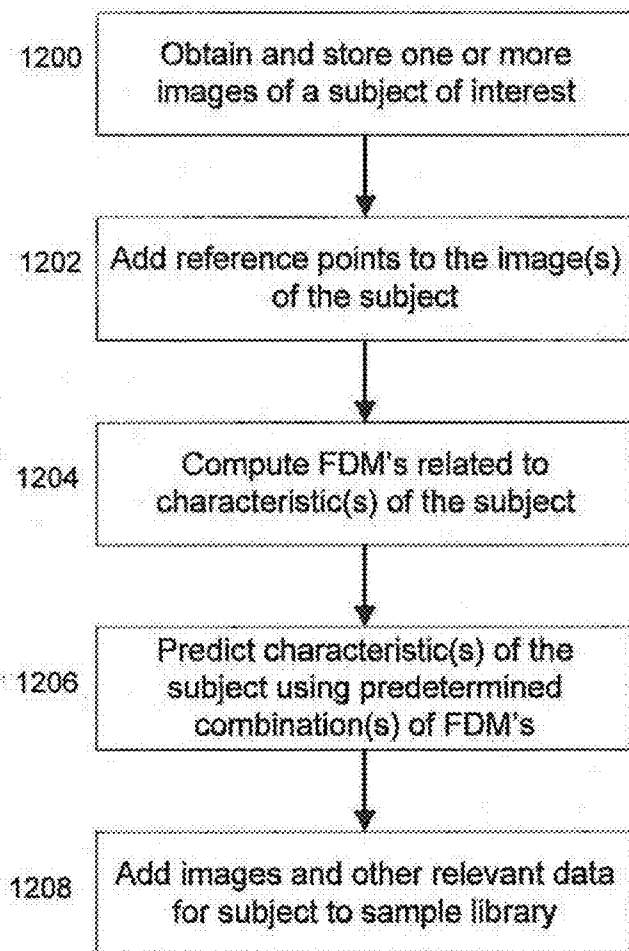 1200
Obtain and store one or more
images of a subject of interest
1202
Add reference points to the image(s)
of the subject
1204
Compute FDM's related to
characteristic(s) of the subject
1206
Predict characteristic(s) of the
subject using predetermined
combination(s) of FDM's
1208
Add images and other relevant data
for subject to sample library